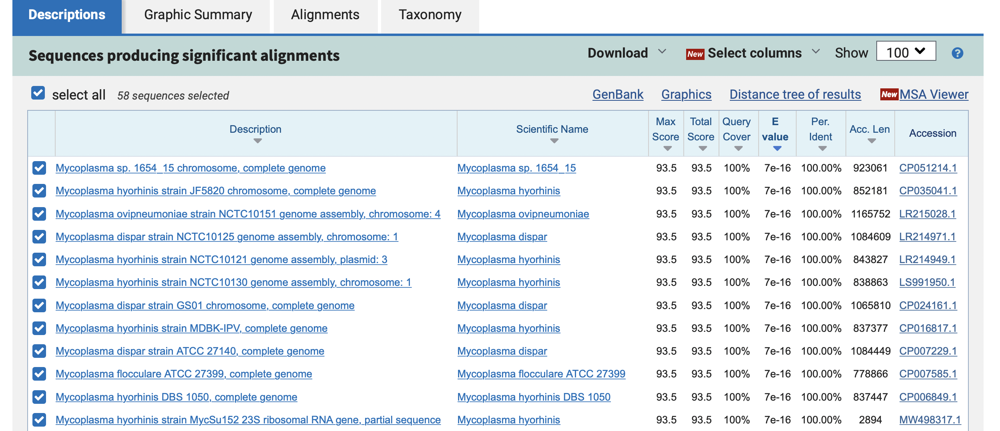 Descriptions Graphic Summary Alignments Taxonomy
Sequences producing significant alignments Download New Select columns Show 100 ?
select all 58 sequences selected GenBank Graphics Distance tree of results New MSA Viewer
Description Scientific Name Max Score Total Score Query Cover E value Per. Ident Acc. Len Accession
Mycoplasma sp. 1654_15 chromosome, complete genome Mycoplasma sp. 1654_15 93.5 93.5 100% 7e-16 100.00% 923061 CP051214.1
Mycoplasma hyorhinis strain JF5820 chromosome, complete genome Mycoplasma hyorhinis 93.5 93.5 100% 7e-16 100.00% 852181 CP035041.1
Mycoplasma ovipneumoniae strain NCTC10151 genome assembly, chromosome: 4 Mycoplasma ovipneumoniae 93.5 93.5 100% 7e-16 100.00% 1165752 LR215028.1
Mycoplasma dispar strain NCTC10125 genome assembly, chromosome: 1 Mycoplasma dispar 93.5 93.5 100% 7e-16 100.00% 1084609 LR214971.1
Mycoplasma hyorhinis strain NCTC10121 genome assembly, plasmid: 3 Mycoplasma hyorhinis 93.5 93.5 100% 7e-16 100.00% 843827 LR214949.1
Mycoplasma hyorhinis strain NCTC10130 genome assembly, chromosome: 1 Mycoplasma hyorhinis 93.5 93.5 100% 7e-16 100.00% 838863 LS991950.1
Mycoplasma dispar strain GS01 chromosome, complete genome Mycoplasma dispar 93.5 93.5 100% 7e-16 100.00% 1065810 CP024161.1
Mycoplasma hyorhinis strain MDBK-IPV, complete genome Mycoplasma hyorhinis 93.5 93.5 100% 7e-16 100.00% 837377 CP016817.1
Mycoplasma dispar strain ATCC 27140, complete genome Mycoplasma dispar 93.5 93.5 100% 7e-16 100.00% 1084449 CP007229.1
Mycoplasma flocculare ATCC 27399, complete genome Mycoplasma flocculare ATCC 27399 93.5 93.5 100% 7e-16 100.00% 778866 CP007585.1
Mycoplasma hyorhinis DBS 1050, complete genome Mycoplasma hyorhinis DBS 1050 93.5 93.5 100% 7e-16 100.00% 837447 CP006849.1
Mycoplasma hyorhinis strain MycSu152 23S ribosomal RNA gene, partial sequence Mycoplasma hyorhinis 93.5 93.5 100% 7e-16 100.00% 2894 MW498317.1